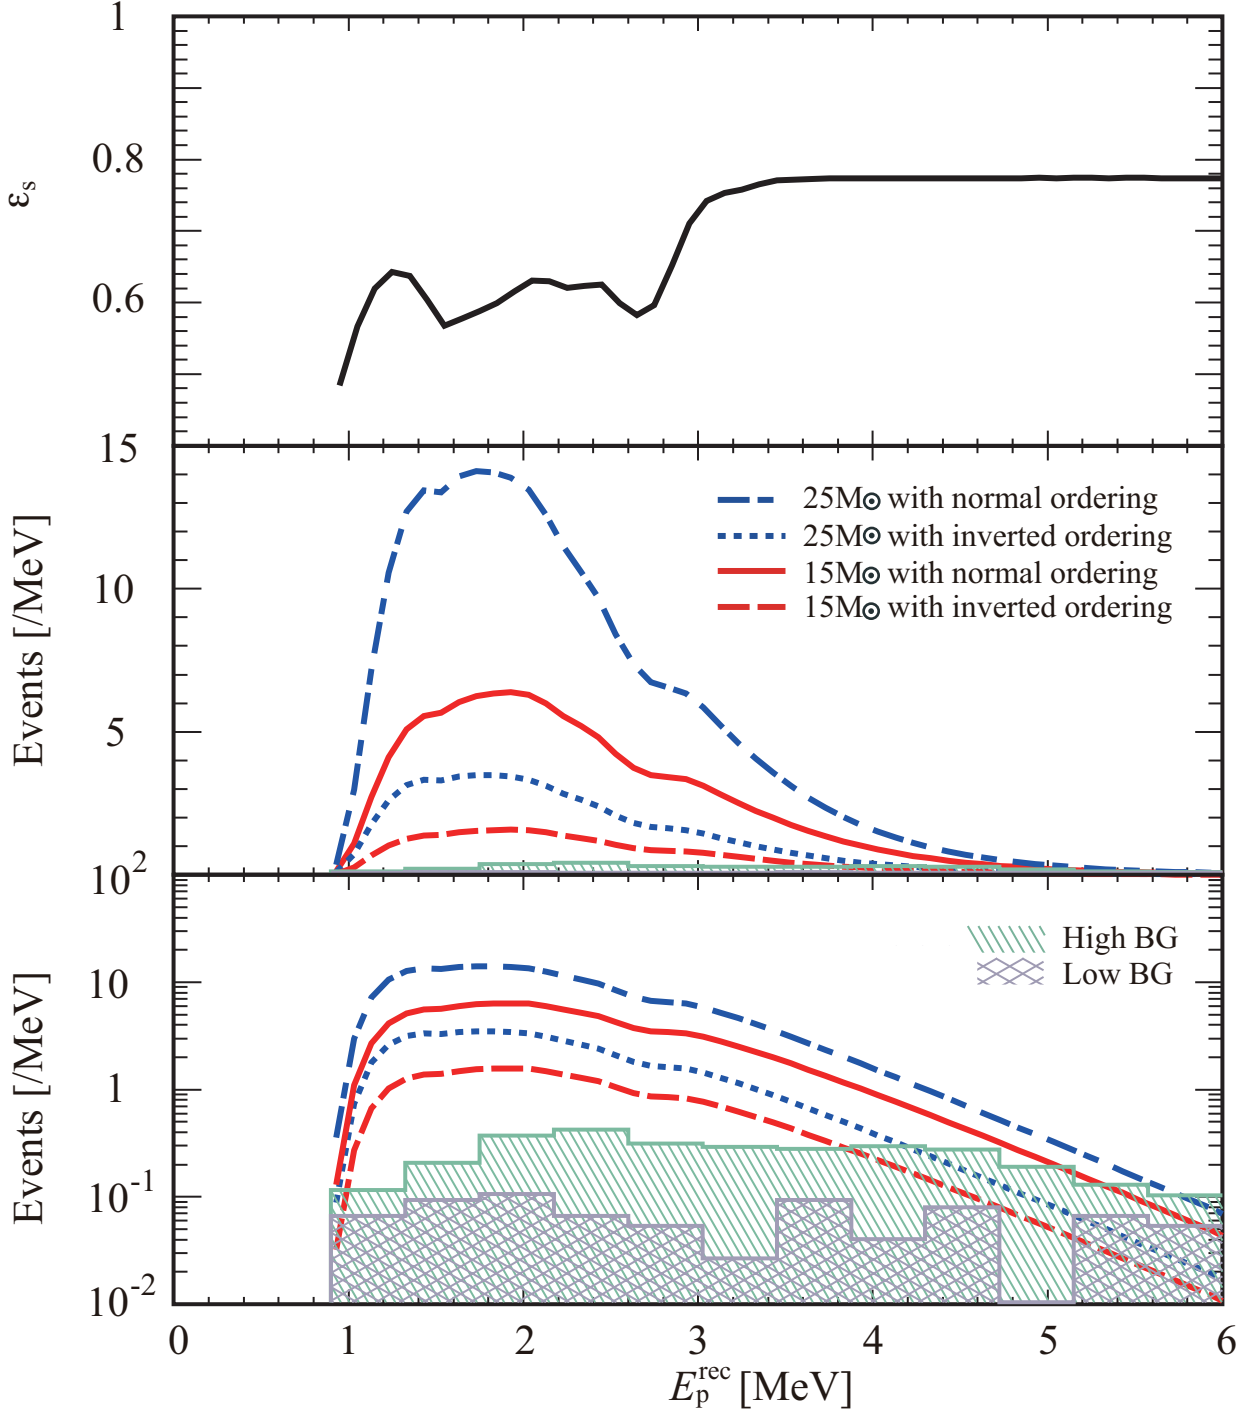 1
0.8
0.6
εs
15
10
5
Events [/MeV]
25M⊙ with normal ordering
25M⊙ with inverted ordering
15M⊙ with normal ordering
15M⊙ with inverted ordering
10²
10
1
10⁻¹
10⁻²
Events [/MeV]
High BG
Low BG
0 1 2 3 4 5 6
E_p^rec [MeV]